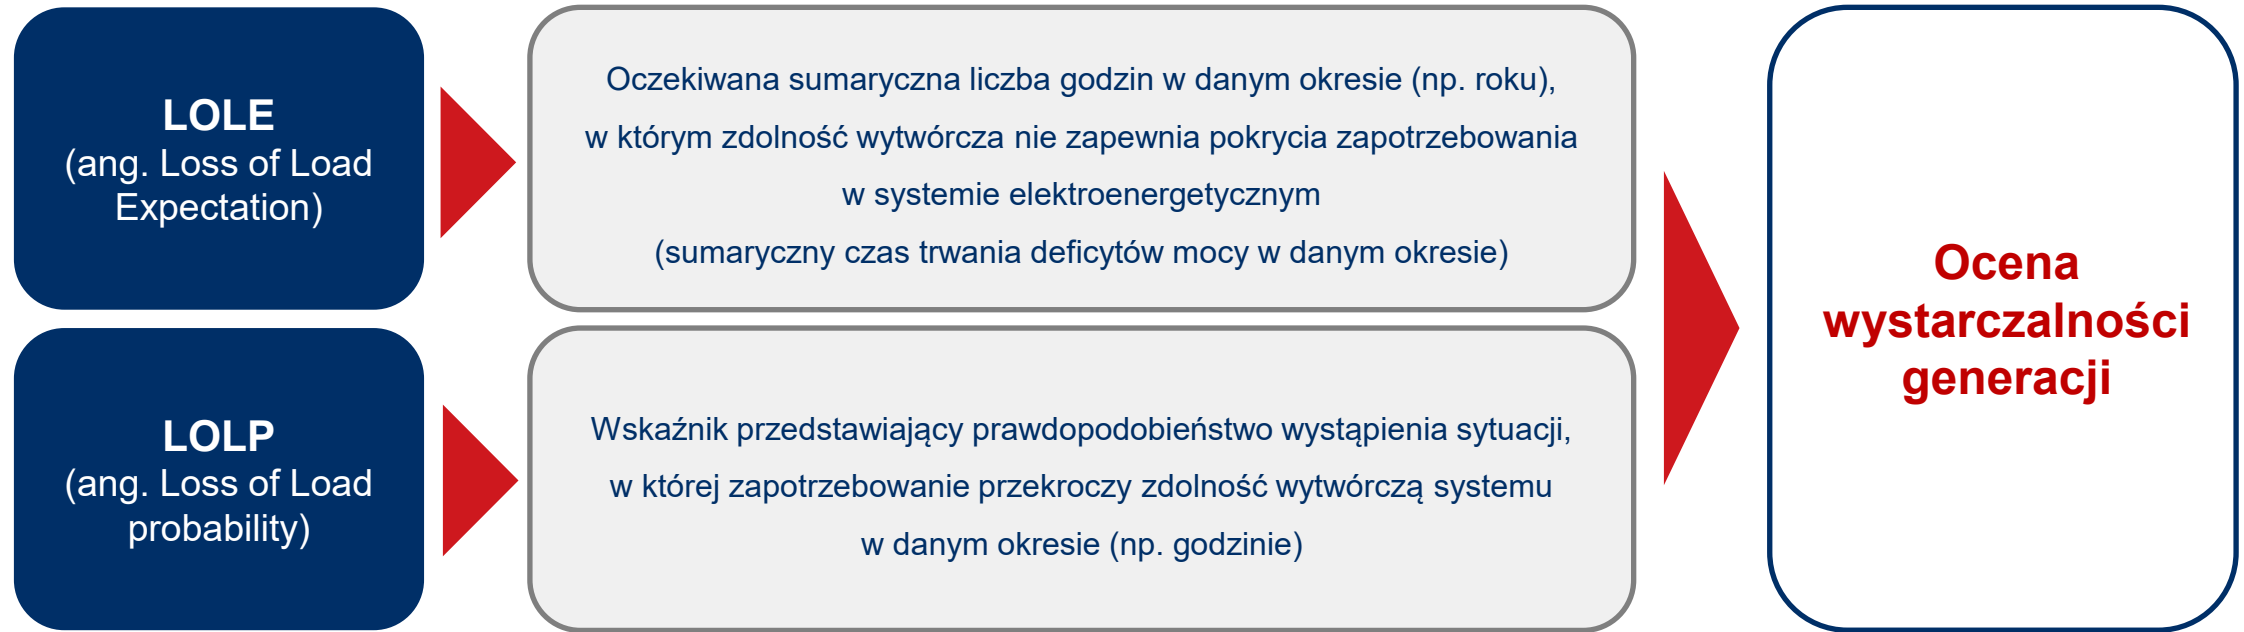 LOLE
(ang. Loss of Load
Expectation)
Oczekiwana sumaryczna liczba godzin w danym okresie (np. roku),
w którym zdolność wytwórcza nie zapewnia pokrycia zapotrzebowania
w systemie elektroenergetycznym
(sumaryczny czas trwania deficytów mocy w danym okresie)
LOLP
(ang. Loss of Load
probability)
Wskaźnik przedstawiający prawdopodobieństwo wystąpienia sytuacji,
w której zapotrzebowanie przekroczy zdolność wytwórczą systemu
w danym okresie (np. godzinie)
Ocena
wystarczalności
generacji